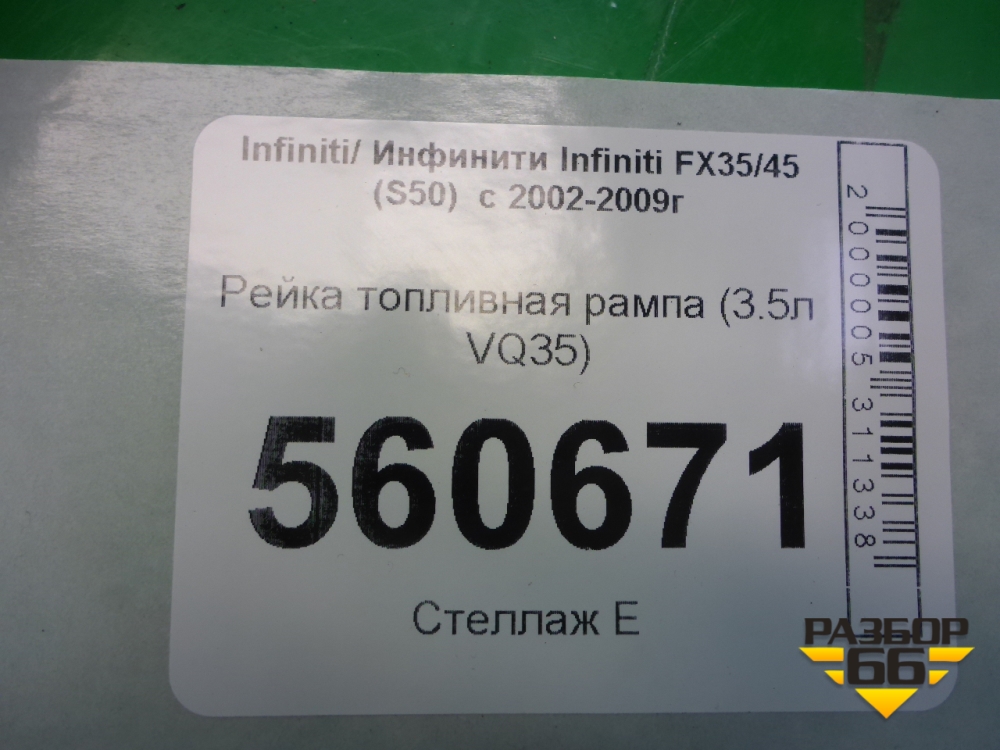 Infiniti/ Инфинити Infiniti FX35/45
(S50) с 2002-2009г
Рейка топливная рампа (3.5л
VQ35)
560671
Стеллаж Е
2000005311338
РАЗБОР
66